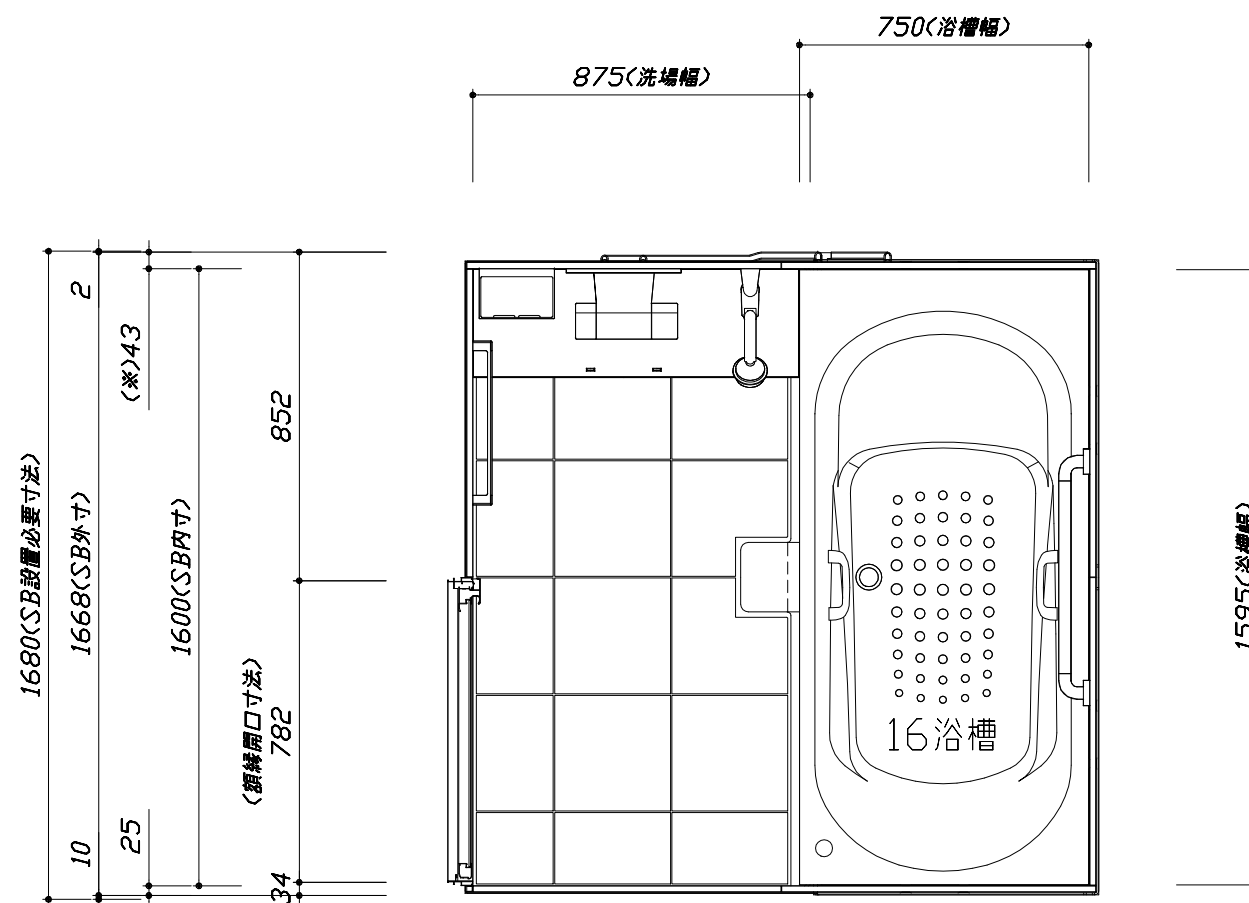 750(浴槽幅)
875(洗場幅)
2
(※)43
852
1680(SB設置必要寸法)
1668(SB外寸)
1600(SB内寸)
(額縁開口寸法)
782
10
25
34
16浴槽
1595(浴槽幅)